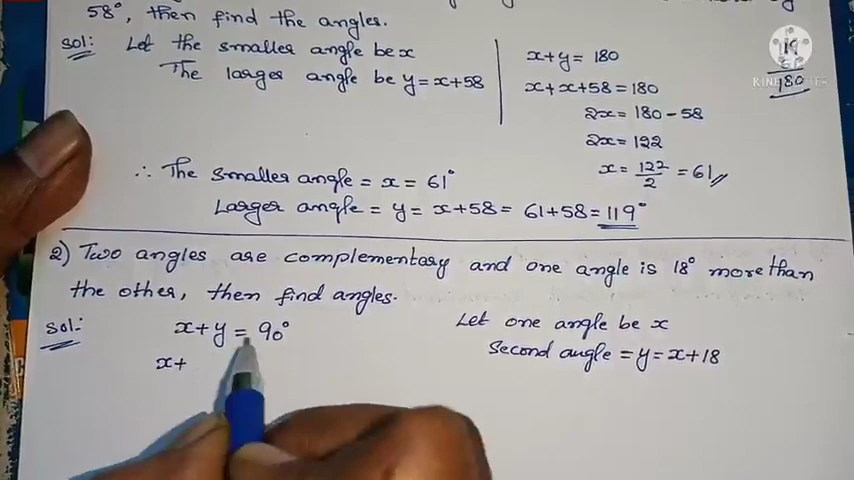 58°, then find the angles.
Sol: Let the smaller angle be x
The larger angle be y = x+58
x+y = 180
x+x+58 = 180
2x = 180 - 58
2x = 122
x = 122/2 = 61
119
180
∴ The smaller angle = x = 61°
Larger angle = y = x+58 = 61+58 = 119°
2) Two angles are complementary and one angle is 18° more than
the other, then find angles.
Sol:
x+y = 90°
x+
Let one angle be x
Second angle = y = x+18